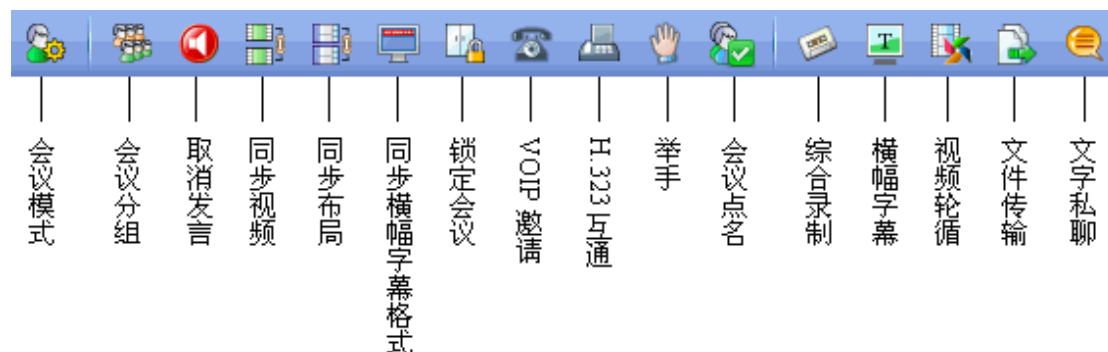 会议模式
会议分组
取消发言
同步视频
同步布局
同步横幅字幕格式
锁定会议
VOIP 邀请
H.323 互通
举手
会议点名
综合录制
横幅字幕
视频轮循
文件传输
文字私聊
T